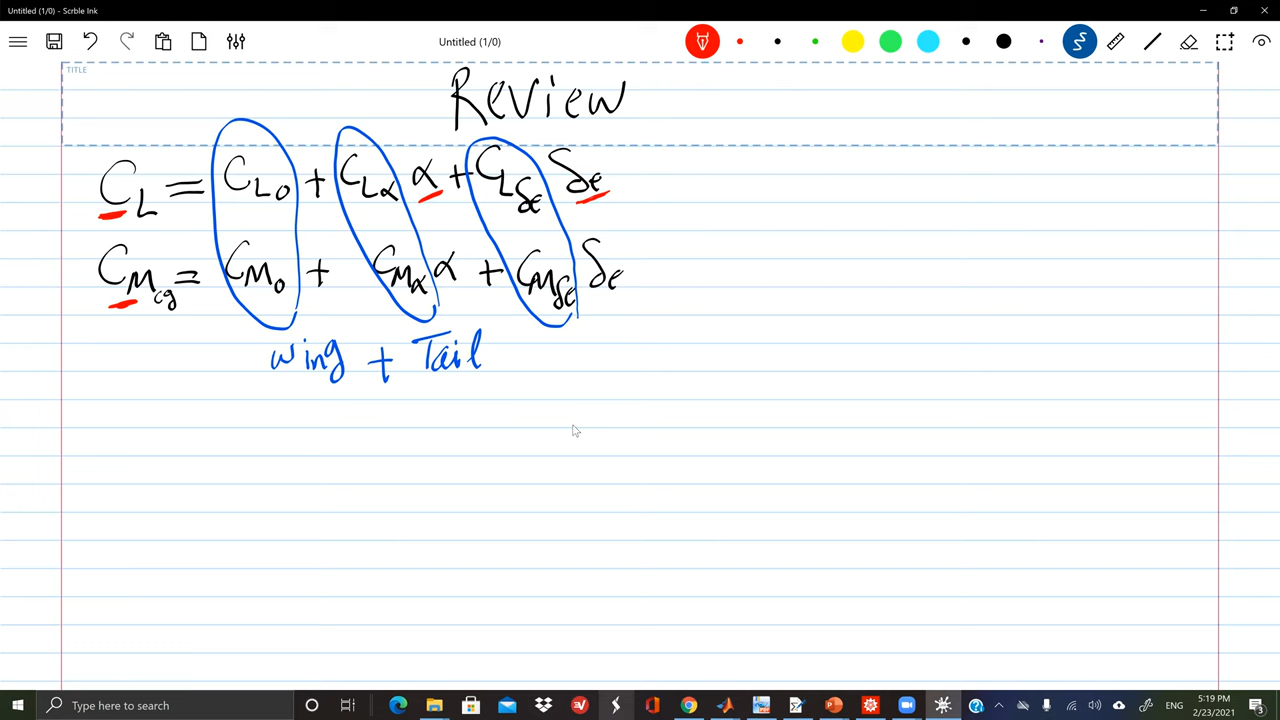 Untitled (1/0) - Scrble Ink
Untitled (1/0)
TITLE
Review
C_L = C_L0 + C_Lα α + C_Lδe δe
C_Mcg = C_M0 + C_Mα α + C_Mδe δe
wing + Tail
Type here to search
ENG
5:19 PM
2/23/2021
3